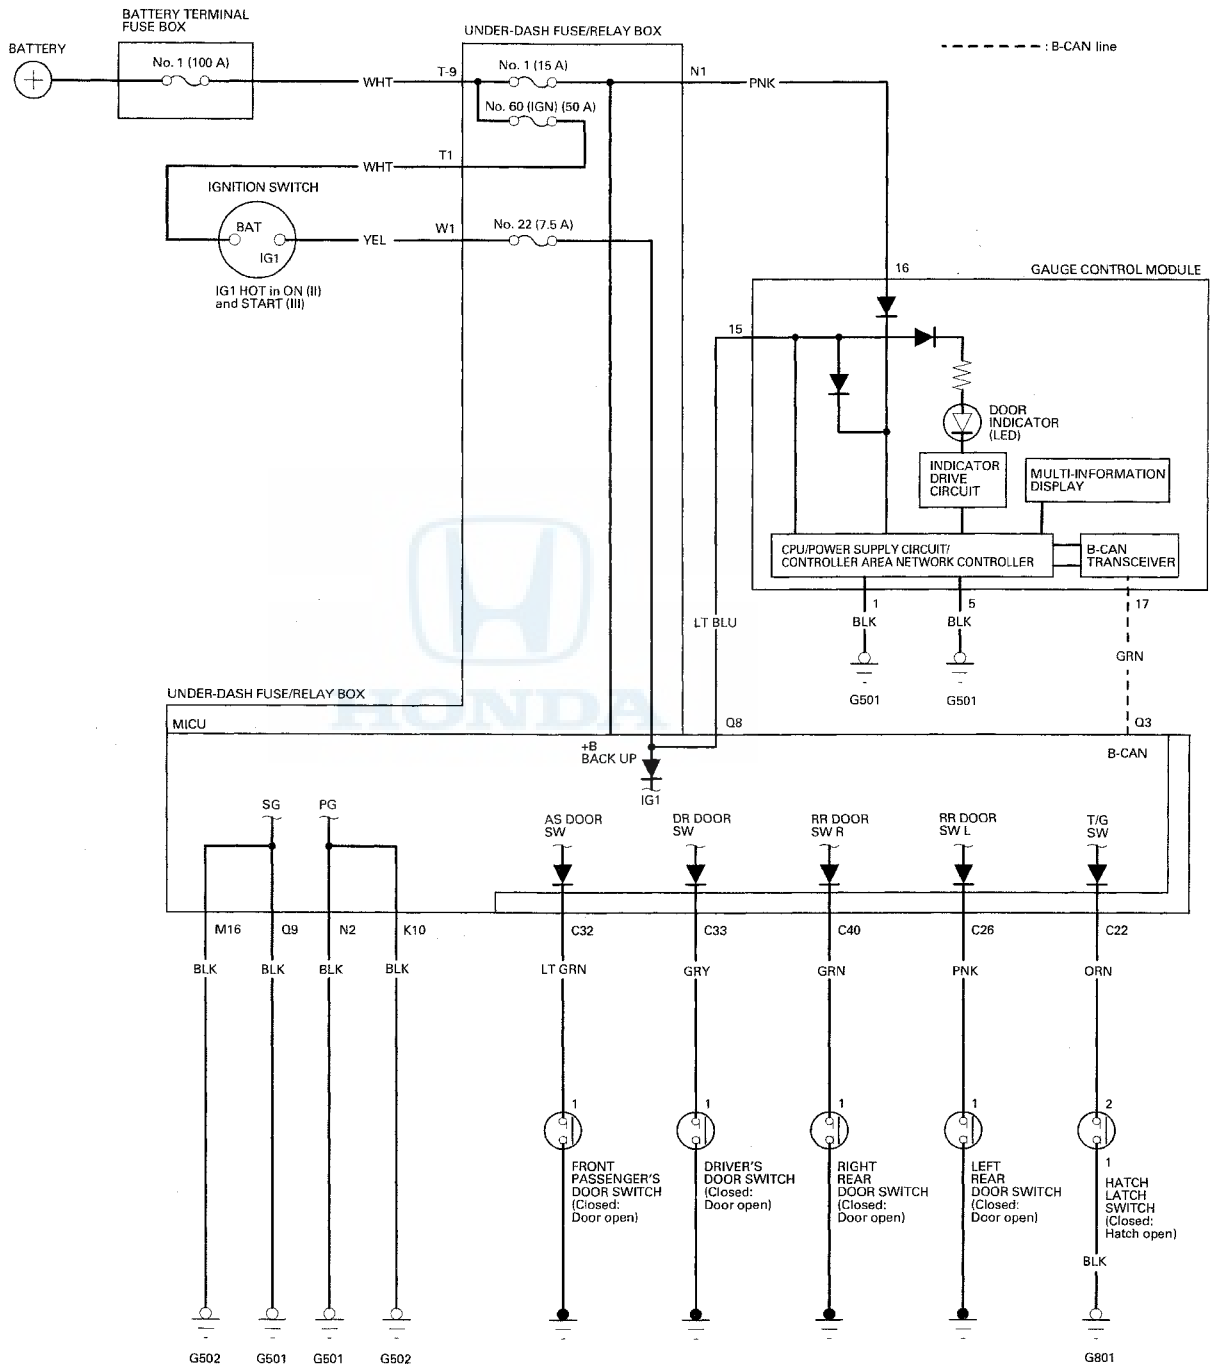 BATTERY TERMINAL
FUSE BOX
UNDER-DASH FUSE/RELAY BOX
: B-CAN line
BATTERY
No. 1 (100 A)
WHT
T-9
No. 1 (15 A)
N1
PNK
No. 60 (IGN) (50 A)
WHT
T1
IGNITION SWITCH
BAT
IG1
YEL
W1
No. 22 (7.5 A)
IG1 HOT in ON (II)
and START (III)
16
GAUGE CONTROL MODULE
15
DOOR
INDICATOR
(LED)
INDICATOR
DRIVE
CIRCUIT
MULTI-INFORMATION
DISPLAY
CPU/POWER SUPPLY CIRCUIT/
CONTROLLER AREA NETWORK CONTROLLER
B-CAN
TRANSCEIVER
1
5
17
LT BLU
BLK
BLK
GRN
G501
G501
HONDA
UNDER-DASH FUSE/RELAY BOX
MICU
Q8
Q3
+B
BACK UP
B-CAN
IG1
SG
PG
AS DOOR
SW
DR DOOR
SW
RR DOOR
SW R
RR DOOR
SW L
T/G
SW
M16
Q9
N2
K10
C32
C33
C40
C26
C22
BLK
BLK
BLK
BLK
LT GRN
GRY
GRN
PNK
ORN
1
1
1
1
2
1
FRONT
PASSENGER'S
DOOR SWITCH
(Closed:
Door open)
DRIVER'S
DOOR SWITCH
(Closed:
Door open)
RIGHT
REAR
DOOR SWITCH
(Closed:
Door open)
LEFT
REAR
DOOR SWITCH
(Closed:
Door open)
HATCH
LATCH
SWITCH
(Closed:
Hatch open)
BLK
G502
G501
G501
G502
G801